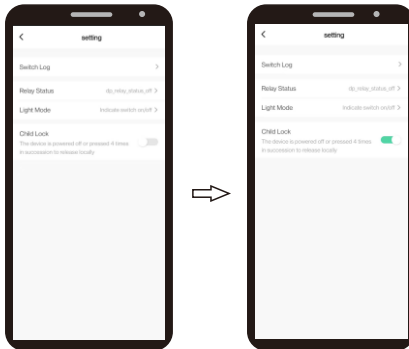 setting
Switch Log
Relay Status dp_relay_status_off
Light Mode Indicate switch on/off
Child Lock
The device is powered off or pressed 4 times
in succession to release locally
setting
Switch Log
Relay Status dp_relay_status_off
Light Mode Indicate switch on/off
Child Lock
The device is powered off or pressed 4 times
in succession to release locally